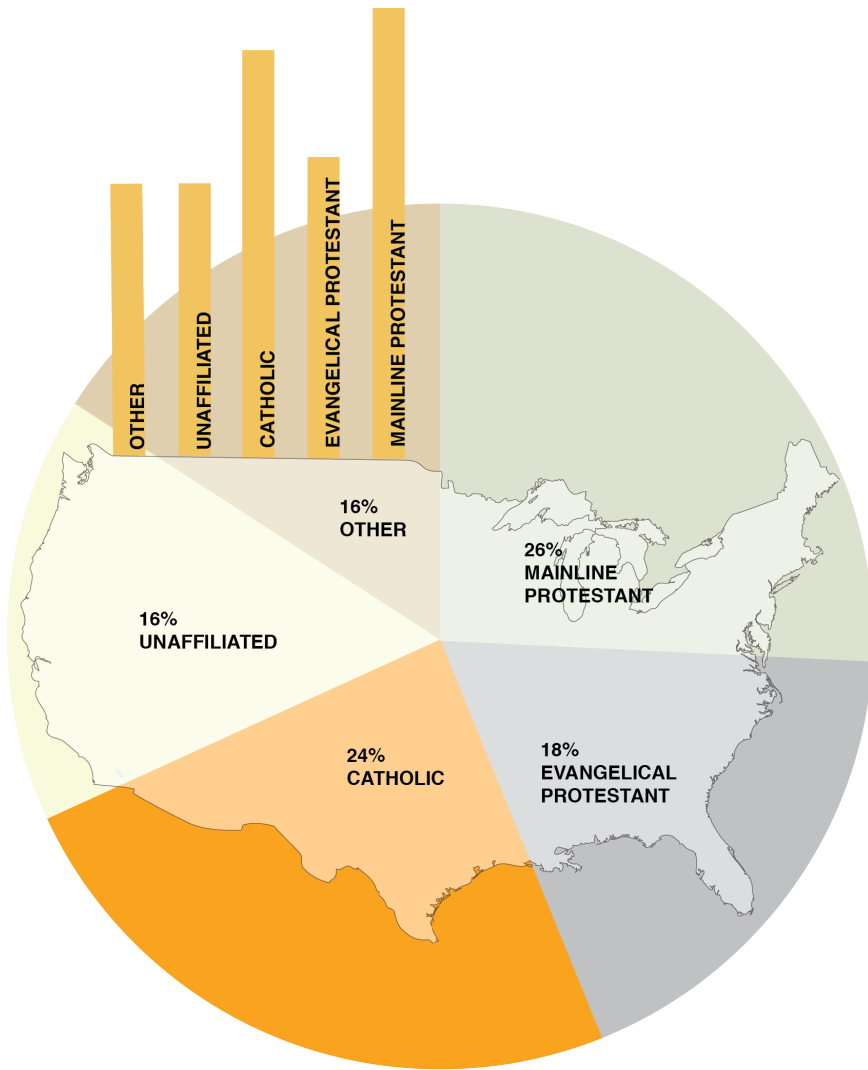 OTHER
UNAFFILIATED
CATHOLIC
EVANGELICAL PROTESTANT
MAINLINE PROTESTANT
16%
OTHER
26%
MAINLINE
PROTESTANT
16%
UNAFFILIATED
24%
CATHOLIC
18%
EVANGELICAL
PROTESTANT